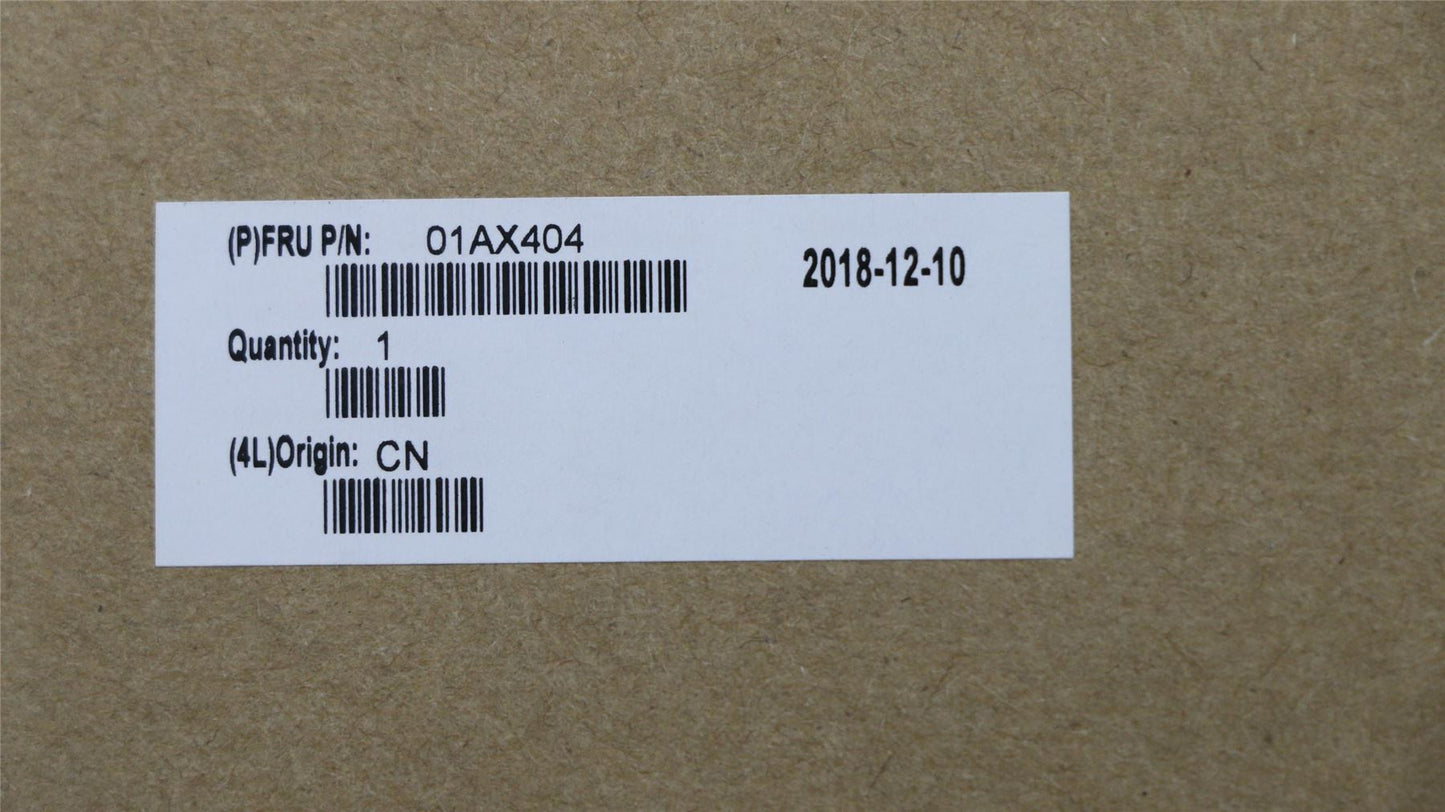 (P)FRU P/N: 01AX404
2018-12-10
Quantity: 1
(4L)Origin: CN